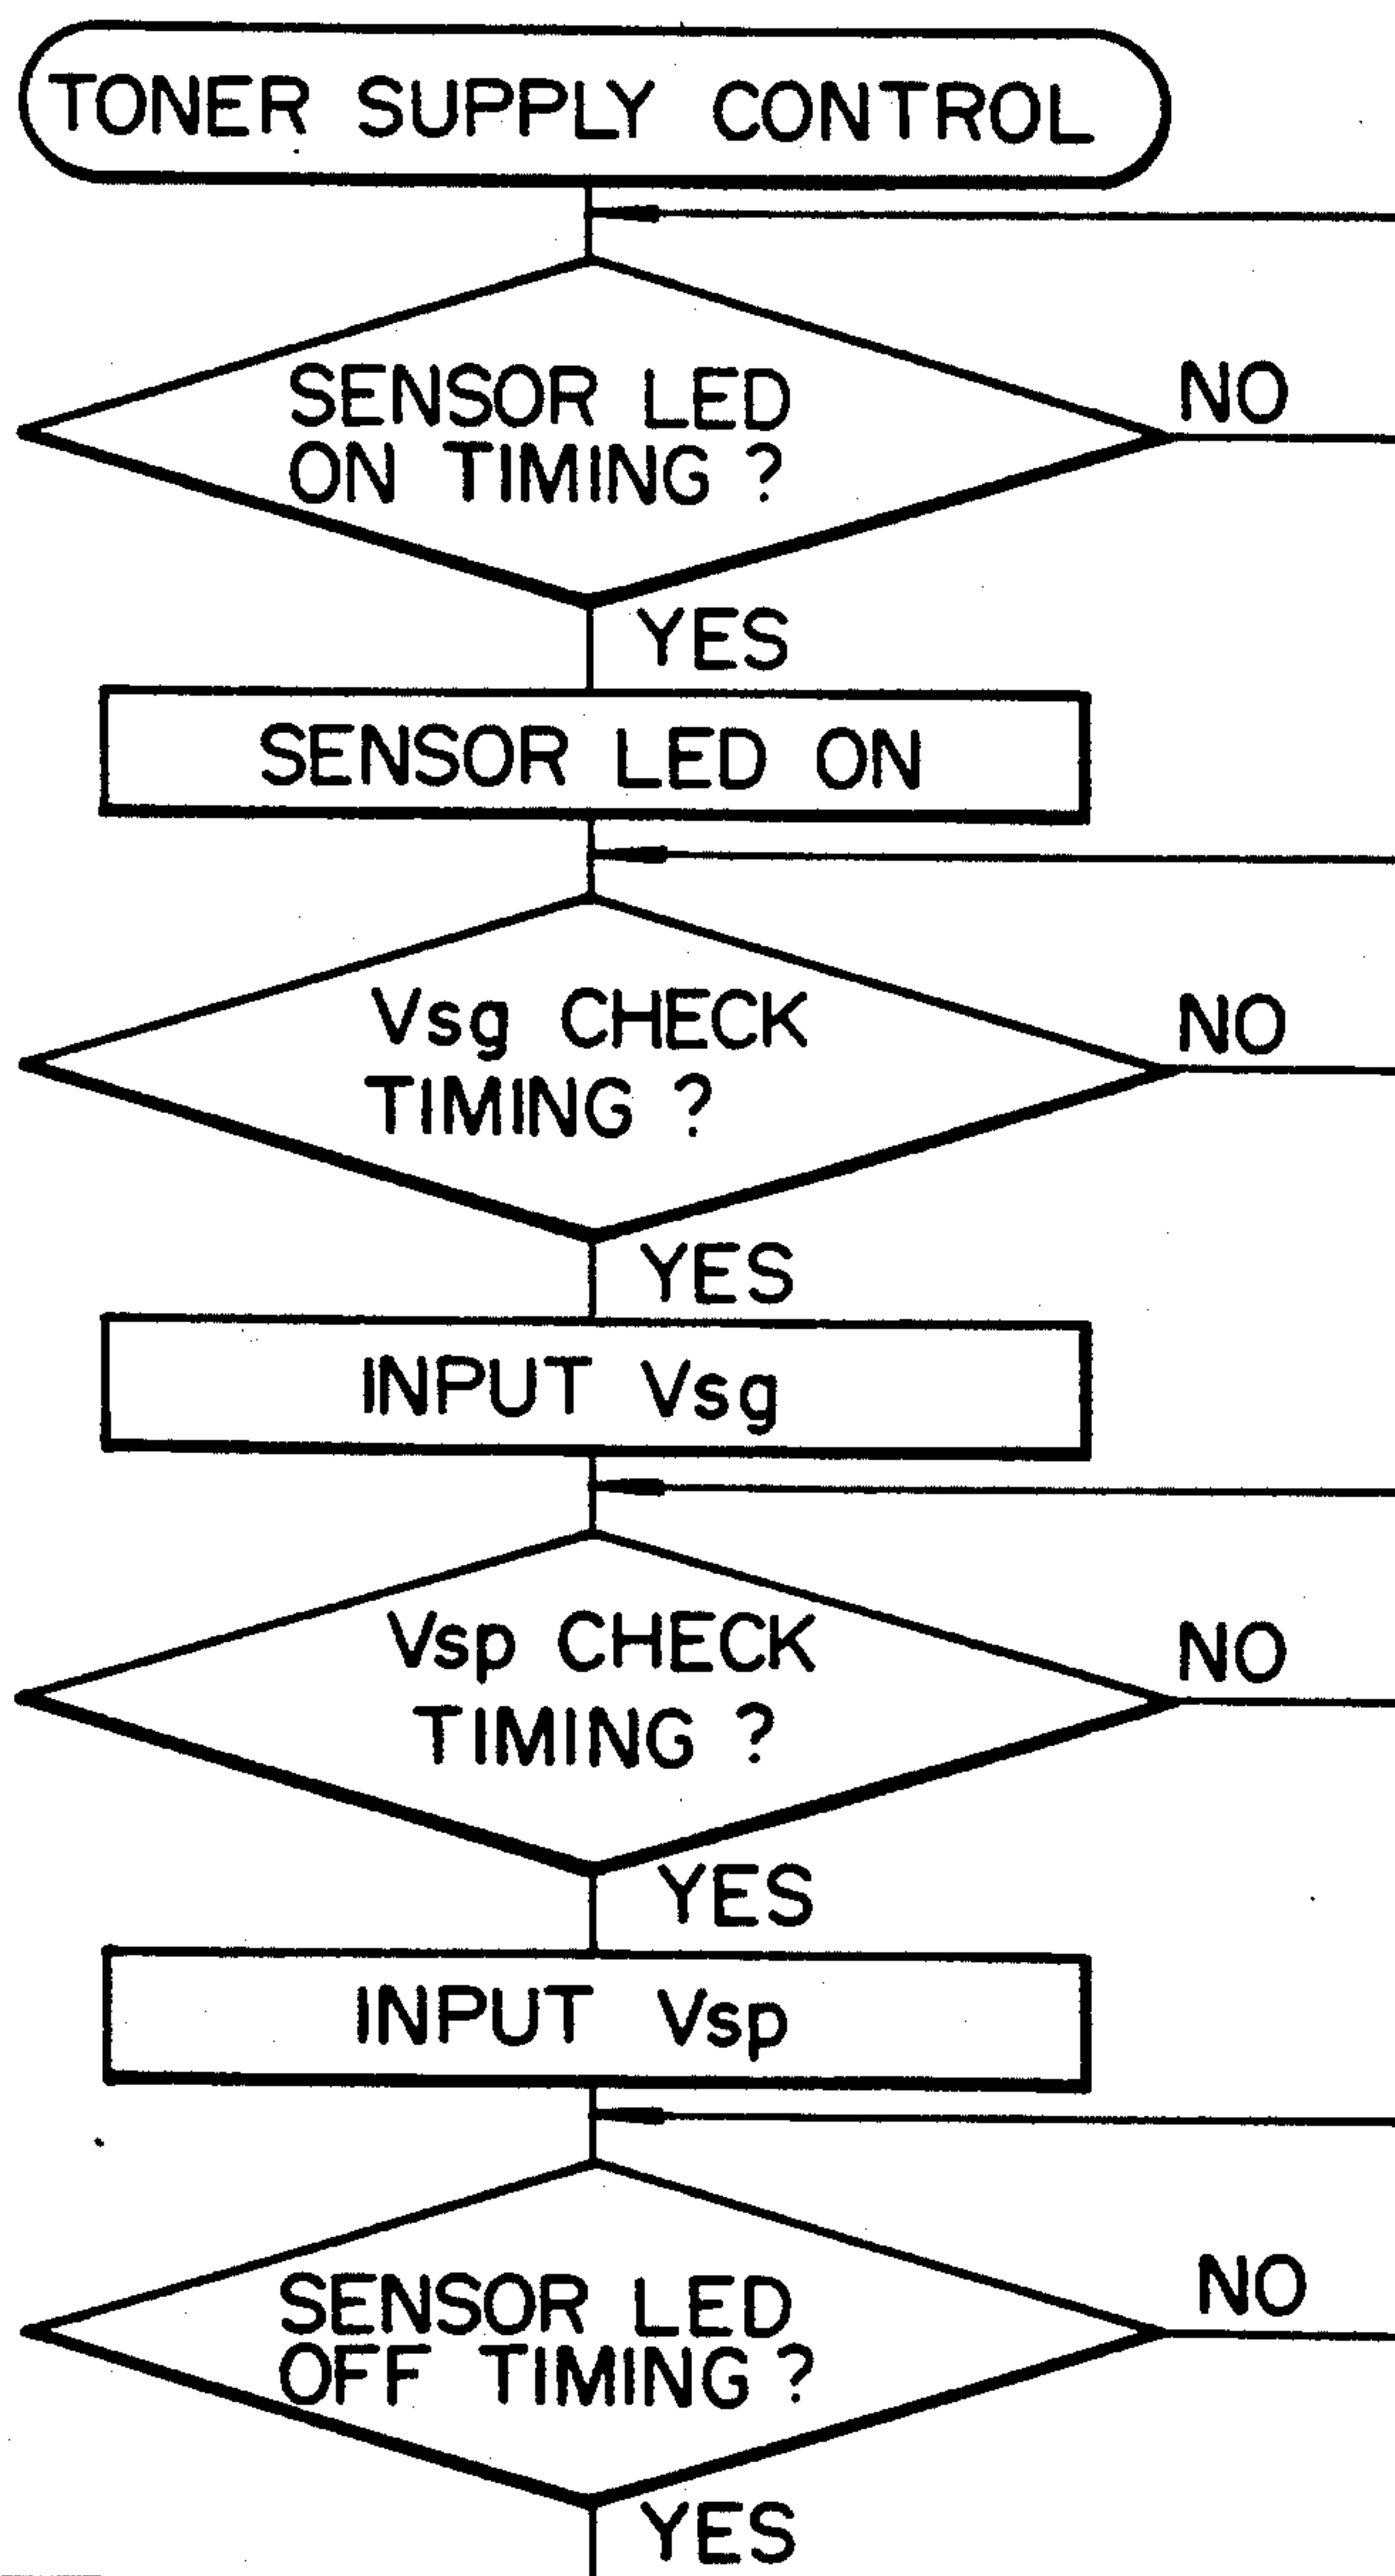 TONER SUPPLY CONTROL
SENSOR LED
ON TIMING ?
NO
YES
SENSOR LED ON
Vsg CHECK
TIMING ?
NO
YES
INPUT Vsg
Vsp CHECK
TIMING ?
NO
YES
INPUT Vsp
SENSOR LED
OFF TIMING ?
NO
YES